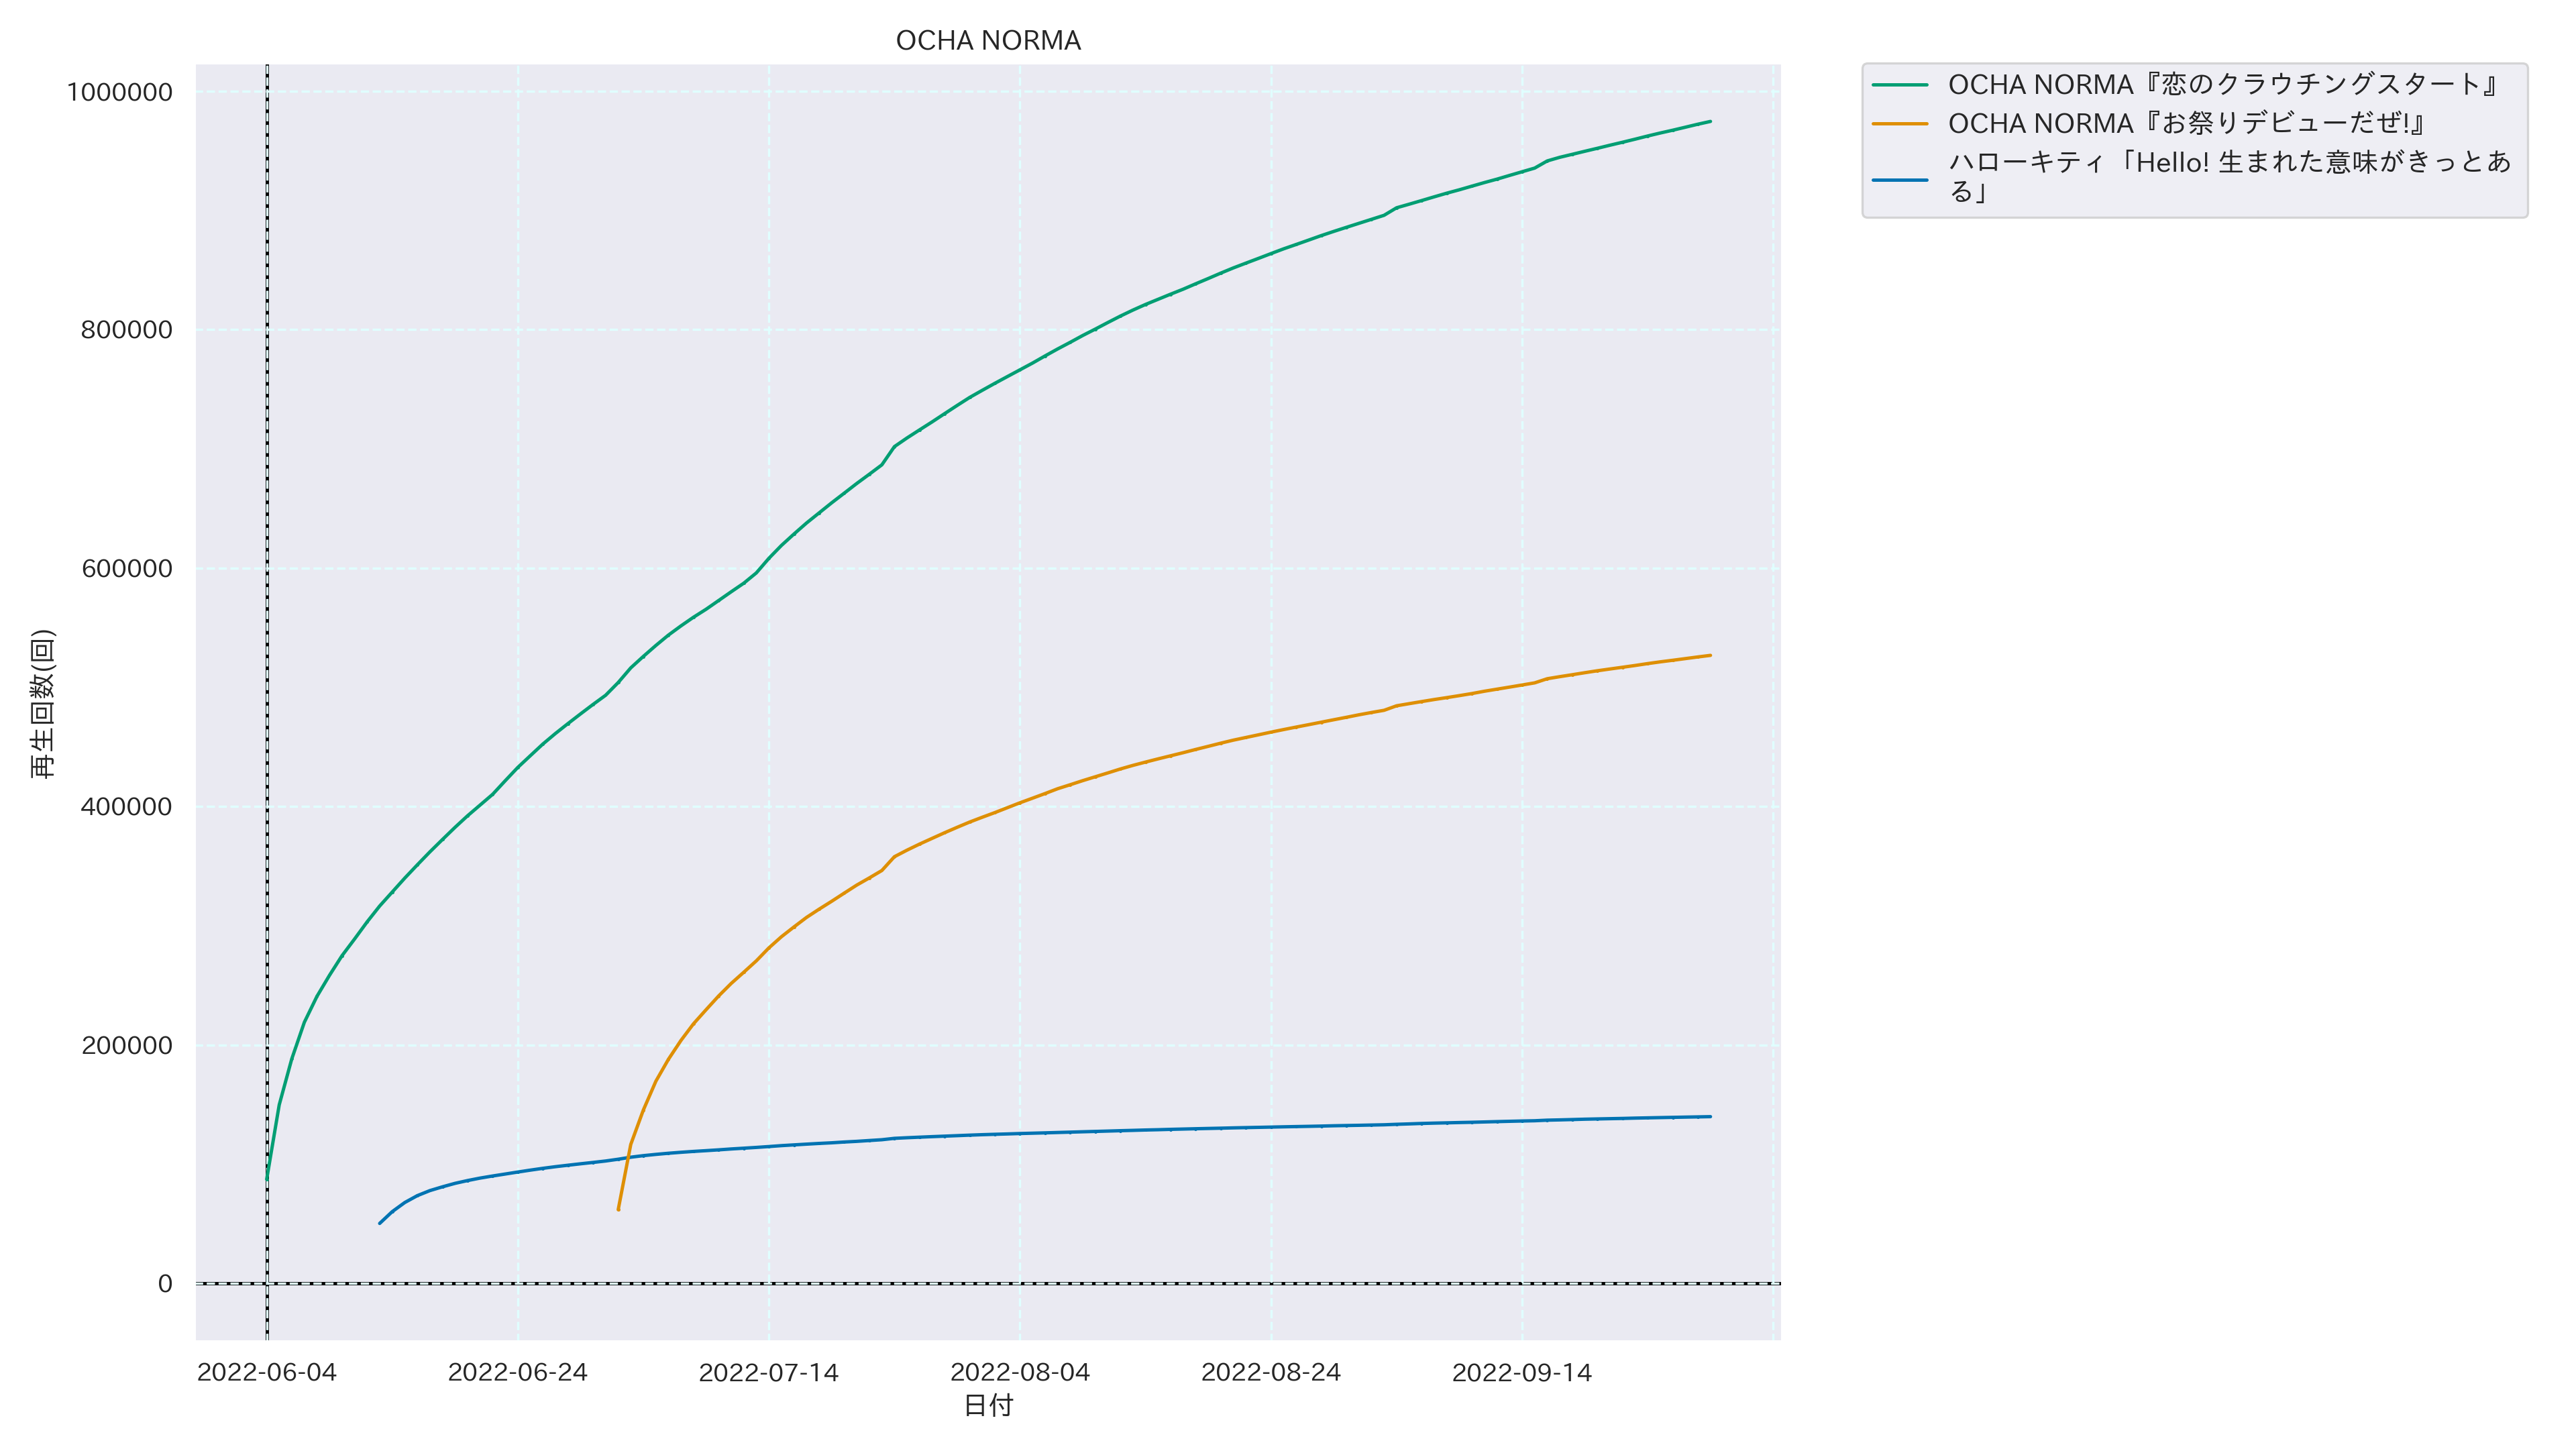 OCHA NORMA
1000000
800000
600000
400000
200000
0
再生回数(回)
2022-06-04
2022-06-24
2022-07-14
2022-08-04
2022-08-24
2022-09-14
日付
OCHA NORMA『恋のクラウチングスタート』
OCHA NORMA『お祭りデビューだぜ!』
ハローキティ「Hello! 生まれた意味がきっとあ
る」